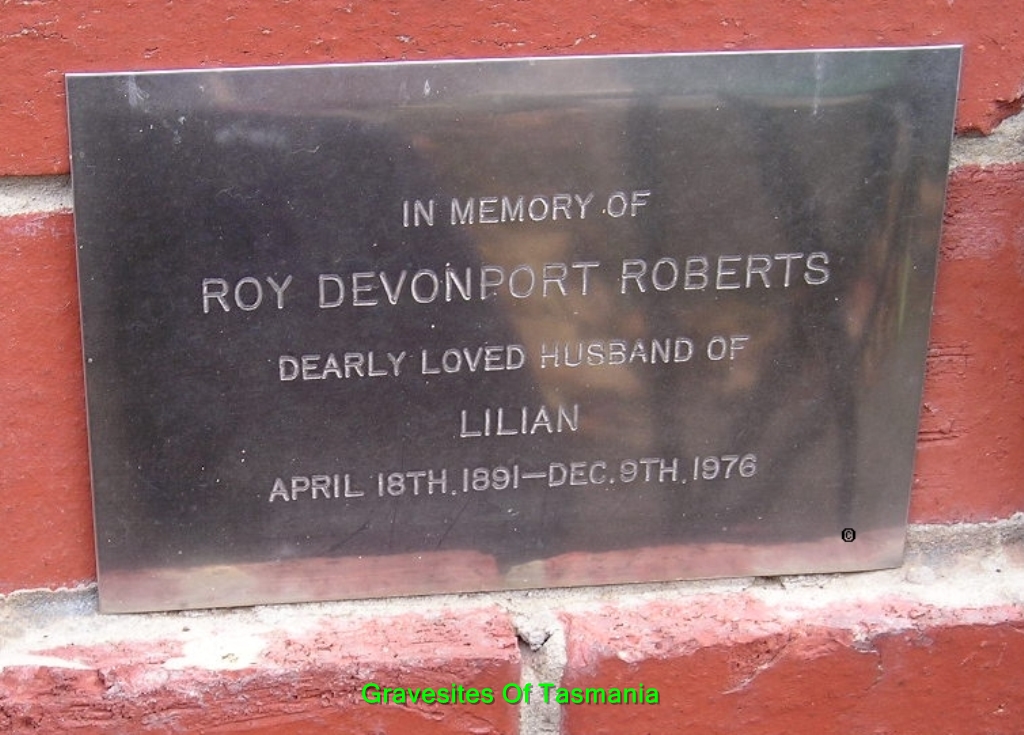 IN MEMORY OF
ROY DEVONPORT ROBERTS
DEARLY LOVED HUSBAND OF
LILIAN
APRIL 18TH. 1891—DEC. 9TH. 1976
©
Gravesites Of Tasmania